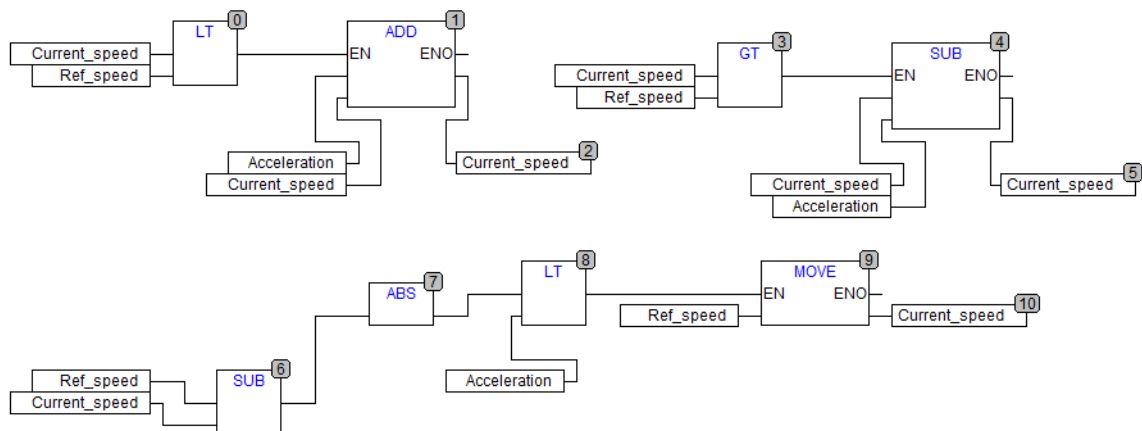 0
LT
Current_speed
Ref_speed
1
ADD
EN ENO
Acceleration
Current_speed
2
Current_speed
3
GT
Current_speed
Ref_speed
4
SUB
EN ENO
Current_speed
Acceleration
5
Current_speed
6
SUB
Ref_speed
Current_speed
7
ABS
8
LT
Acceleration
9
MOVE
EN ENO
Ref_speed
10
Current_speed